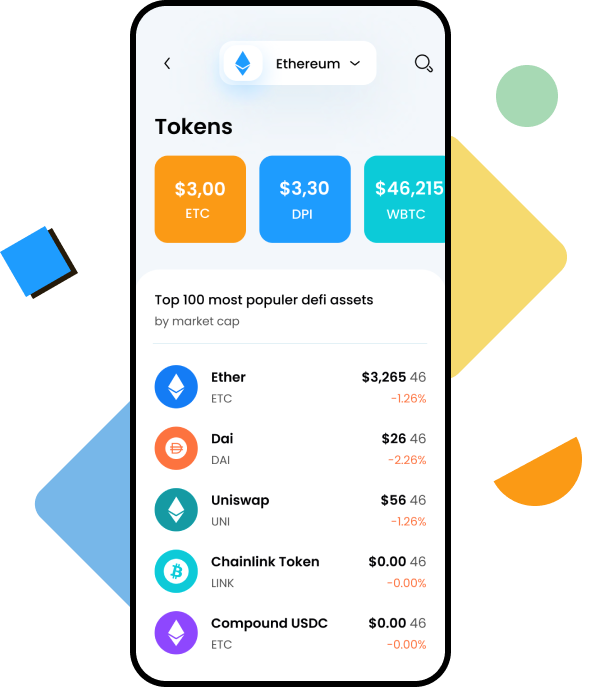 Ethereum
Tokens
$3,00
ETC
$3,30
DPI
$46,215
WBTC
Top 100 most populer defi assets
by market cap
Ether $3,265 46
ETC -1.26%
Dai $26 46
DAI -2.26%
Uniswap $56 46
UNI -1.26%
Chainlink Token $0.00 46
LINK -0.00%
Compound USDC $0.00 46
ETC -0.00%